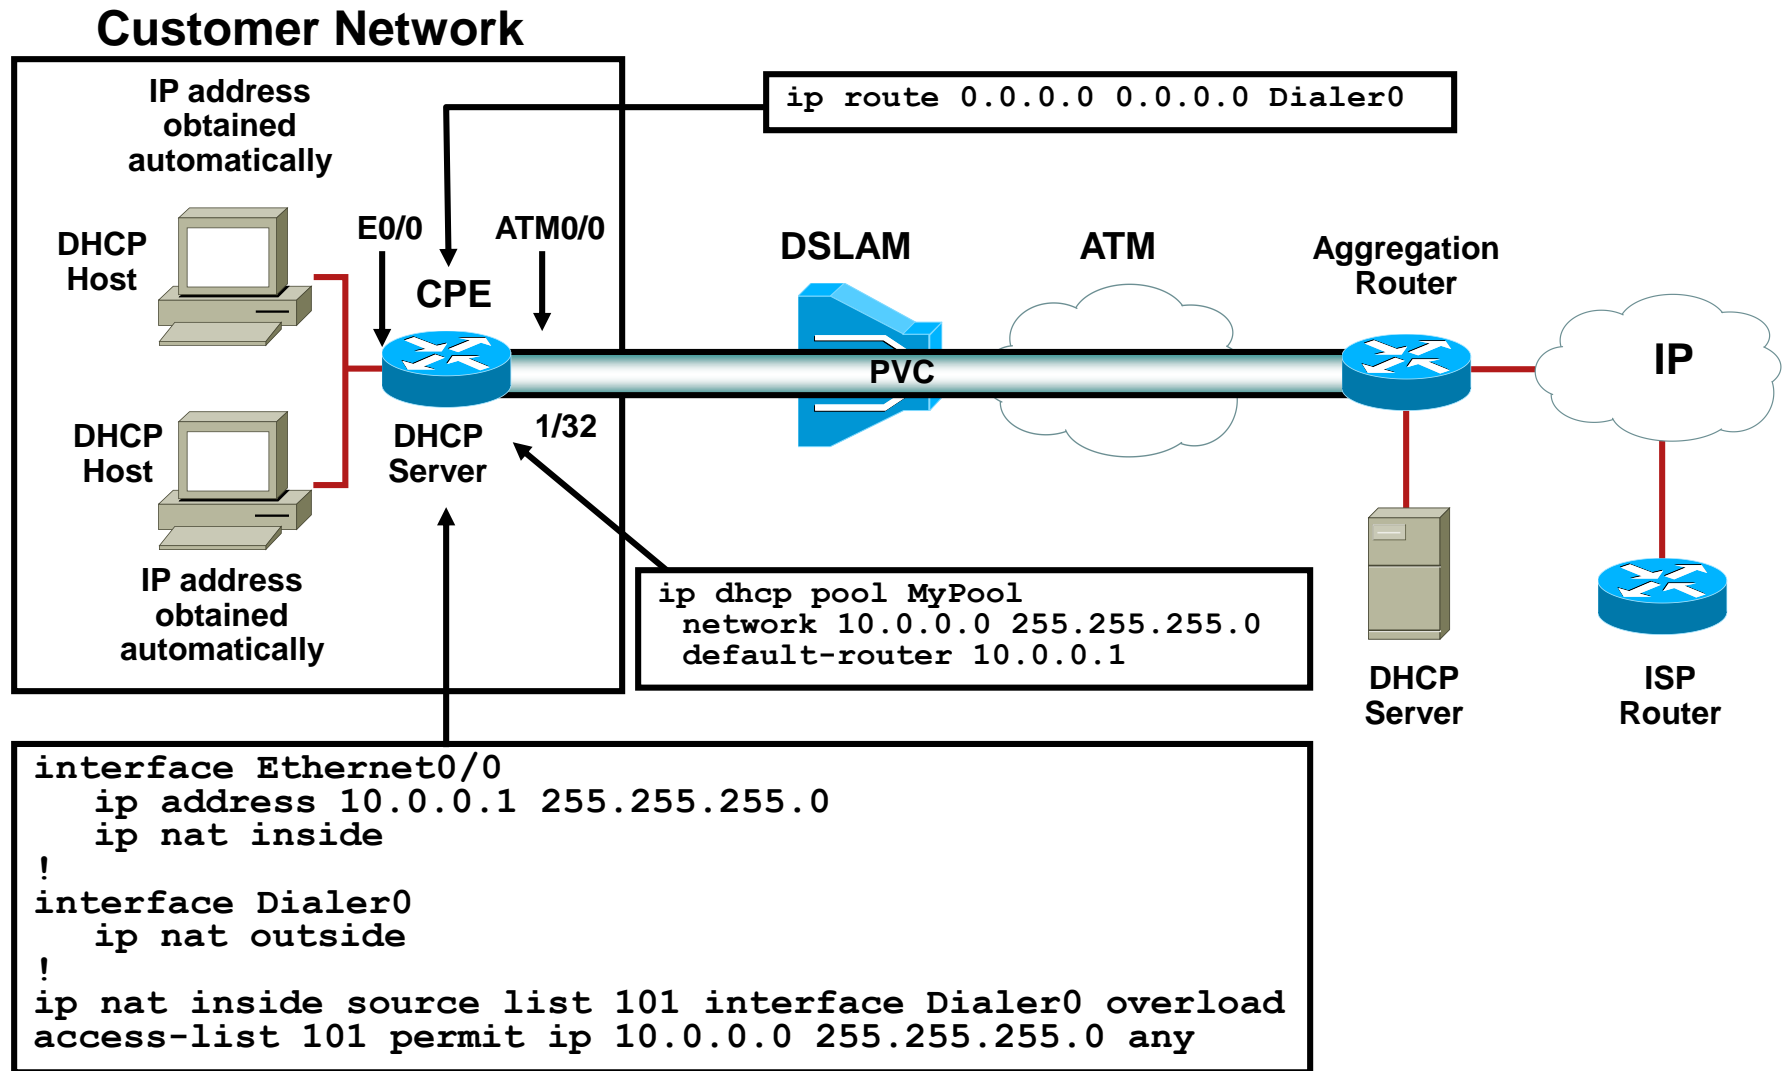 Customer Network
IP address
obtained
automatically
ip route 0.0.0.0 0.0.0.0 Dialer0
DHCP
Host
E0/0
ATM0/0
CPE
DSLAM
ATM
Aggregation
Router
PVC
IP
DHCP
Host
DHCP
Server
1/32
IP address
obtained
automatically
ip dhcp pool MyPool
network 10.0.0.0 255.255.255.0
default-router 10.0.0.1
DHCP
Server
ISP
Router
interface Ethernet0/0
ip address 10.0.0.1 255.255.255.0
ip nat inside
!
interface Dialer0
ip nat outside
!
ip nat inside source list 101 interface Dialer0 overload
access-list 101 permit ip 10.0.0.0 255.255.255.0 any